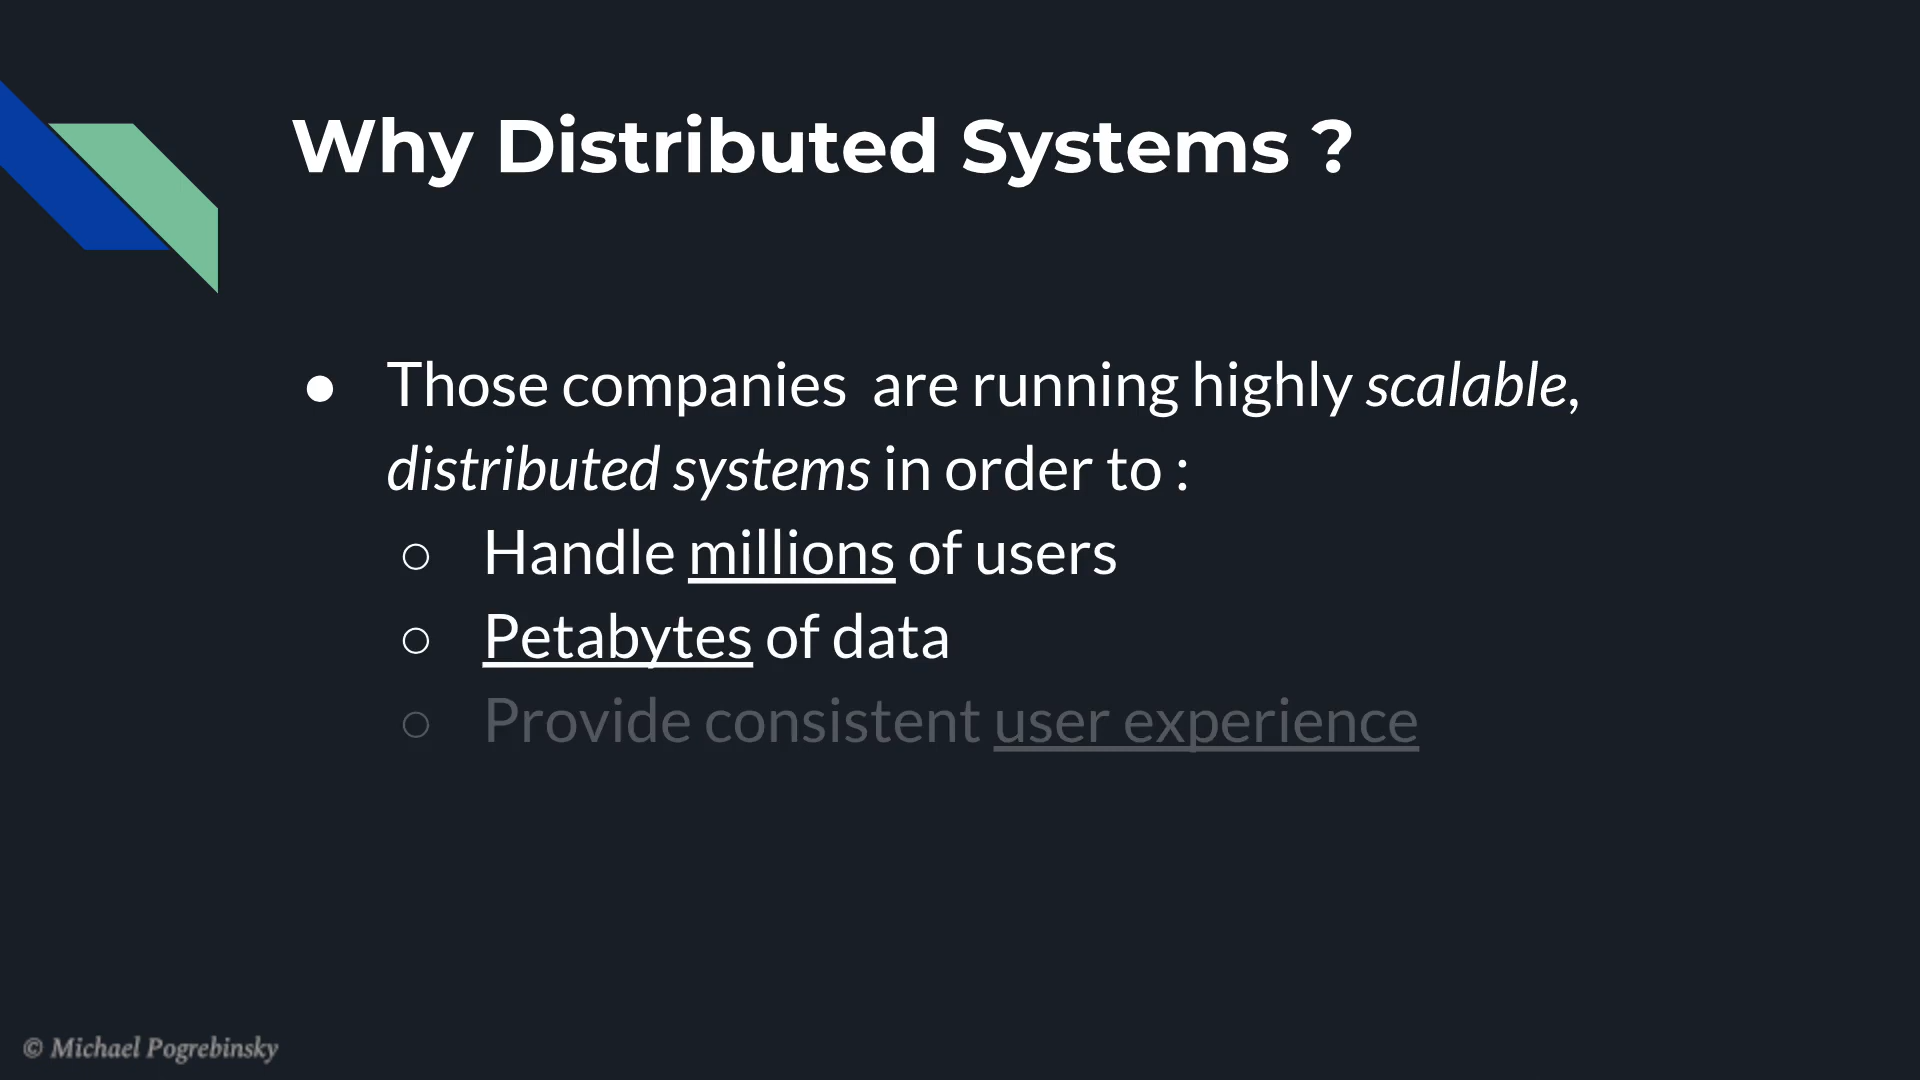 Why Distributed Systems ?
● Those companies  are running highly scalable,
distributed systems in order to :
○ Handle millions of users
○ Petabytes of data
○ Provide consistent user experience
© Michael Pogrebinsky